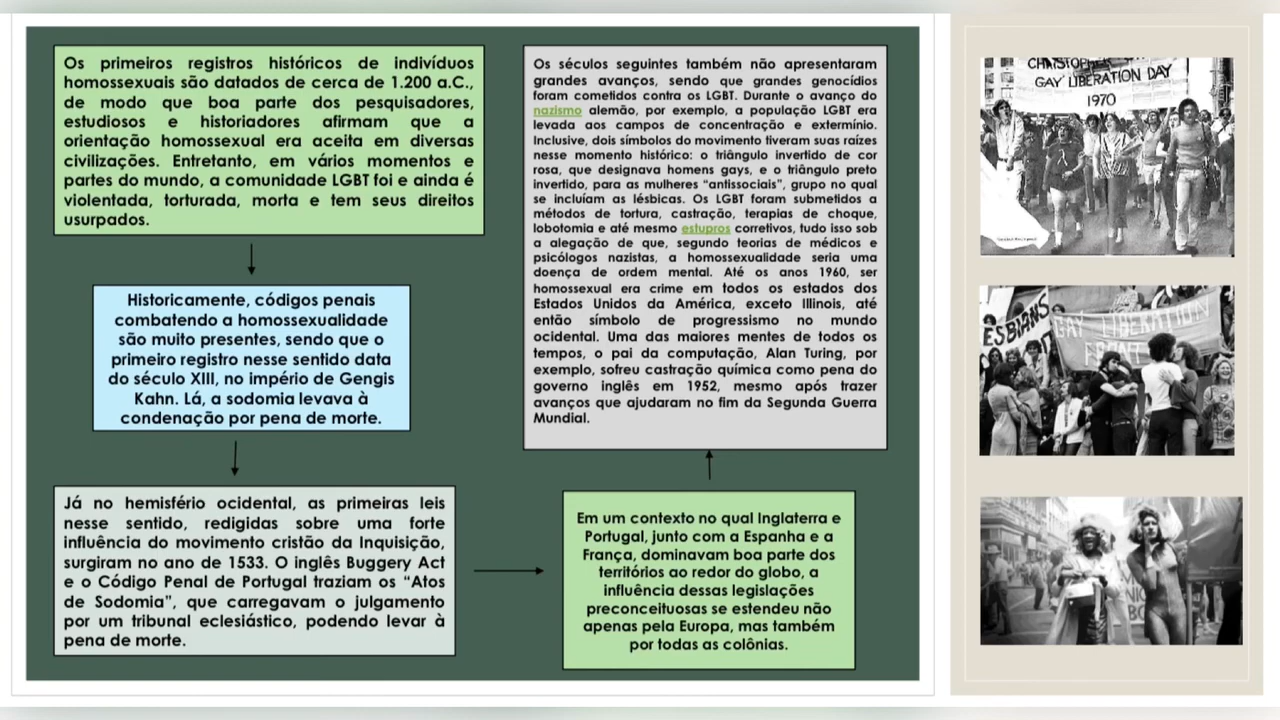 Os primeiros registros históricos de indivíduos
homossexuais são datados de cerca de 1.200 a.C.,
de modo que boa parte dos pesquisadores,
estudiosos e historiadores afirmam que a
orientação homossexual era aceita em diversas
civilizações. Entretanto, em vários momentos e
partes do mundo, a comunidade LGBT foi e ainda é
violentada, torturada, morta e tem seus direitos
usurpados.
Historicamente, códigos penais
combatendo a homossexualidade
são muito presentes, sendo que o
primeiro registro nesse sentido data
do século XIII, no império de Gengis
Kahn. Lá, a sodomia levava à
condenação por pena de morte.
Já no hemisfério ocidental, as primeiras leis
nesse sentido, redigidas sobre uma forte
influência do movimento cristão da Inquisição,
surgiram no ano de 1533. O inglês Buggery Act
e o Código Penal de Portugal traziam os “Atos
de Sodomia”, que carregavam o julgamento
por um tribunal eclesiástico, podendo levar à
pena de morte.
Em um contexto no qual Inglaterra e
Portugal, junto com a Espanha e a
França, dominavam boa parte dos
territórios ao redor do globo, a
influência dessas legislações
preconceituosas se estendeu não
apenas pela Europa, mas também
por todas as colônias.
Os séculos seguintes também não apresentaram
grandes avanços, sendo que grandes genocídios
foram cometidos contra os LGBT. Durante o avanço do
nazismo alemão, por exemplo, a população LGBT era
levada aos campos de concentração e extermínio.
Inclusive, dois símbolos do movimento tiveram suas raízes
nesse momento histórico: o triângulo invertido de cor
rosa, que designava homens gays, e o triângulo preto
invertido, para as mulheres “antissociais”, grupo no qual
se incluíam as lésbicas. Os LGBT foram submetidos a
métodos de tortura, castração, terapias de choque,
lobotomia e até mesmo estupros corretivos, tudo isso sob
a alegação de que, segundo teorias de médicos e
psicólogos nazistas, a homossexualidade seria uma
doença de ordem mental. Até os anos 1960, ser
homossexual era crime em todos os estados dos
Estados Unidos da América, exceto Illinois, até
então símbolo de progressismo no mundo
ocidental. Uma das maiores mentes de todos os
tempos, o pai da computação, Alan Turing, por
exemplo, sofreu castração química como pena do
governo inglês em 1952, mesmo após trazer
avanços que ajudaram no fim da Segunda Guerra
Mundial.
CHRISTOPHER
GAY LIBERATION DAY
1970
ESBIANS
GAY LIBERATION
FRONT